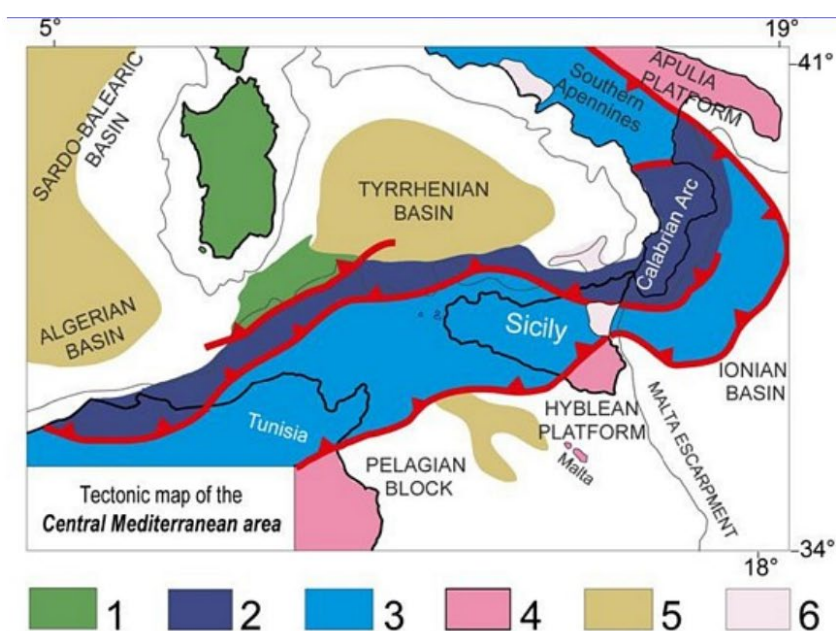 5°
19°
41°
SARDO-BALEARIC
BASIN
Southern
Apennines
APULIA
PLATFORM
TYRRHENIAN
BASIN
Calabrian Arc
ALGERIAN
BASIN
Sicily
IONIAN
BASIN
Tunisia
HYBLEAN
PLATFORM
Malta
MALTA ESCARPMENT
PELAGIAN
BLOCK
Tectonic map of the
Central Mediterranean area
34°
18°
1
2
3
4
5
6